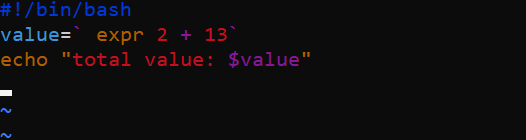 #!/bin/bash
value=` expr 2 + 13`
echo "total value: $value"
~
~